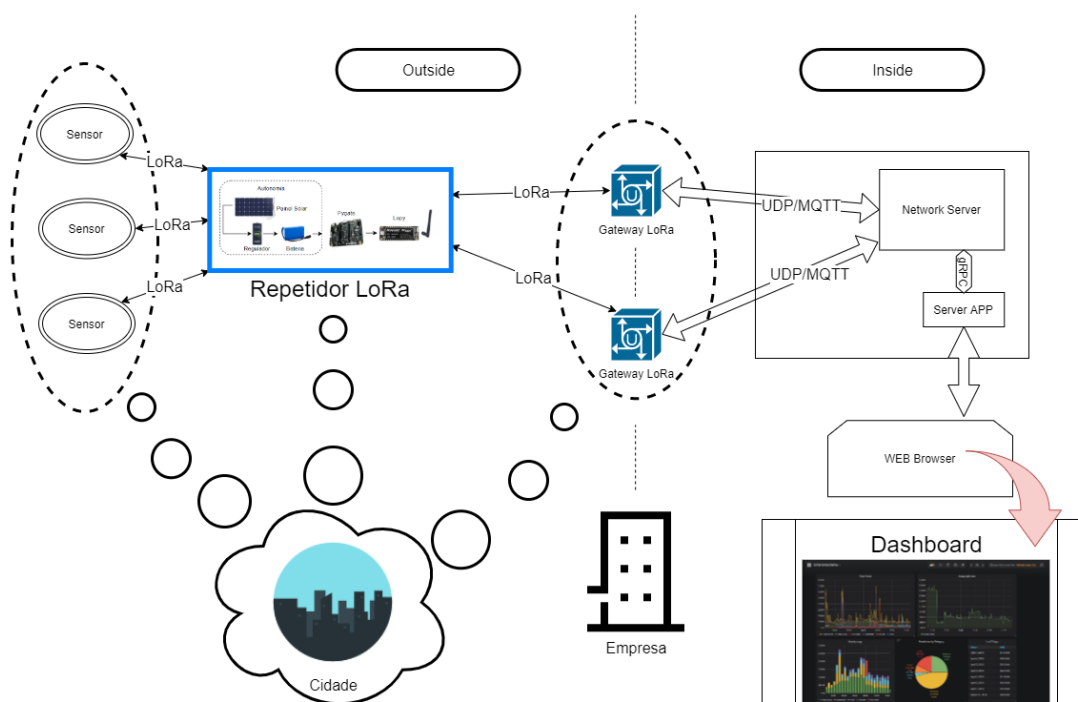 Outside
Inside
Sensor
Sensor
Sensor
LoRa
LoRa
LoRa
Autonomia
Painel Solar
Regulador
Bateria
Pygate
Lopy
Repetidor LoRa
LoRa
LoRa
Gateway LoRa
Gateway LoRa
UDP/MQTT
UDP/MQTT
Network Server
gRPC
Server APP
WEB Browser
Dashboard
Cidade
Empresa